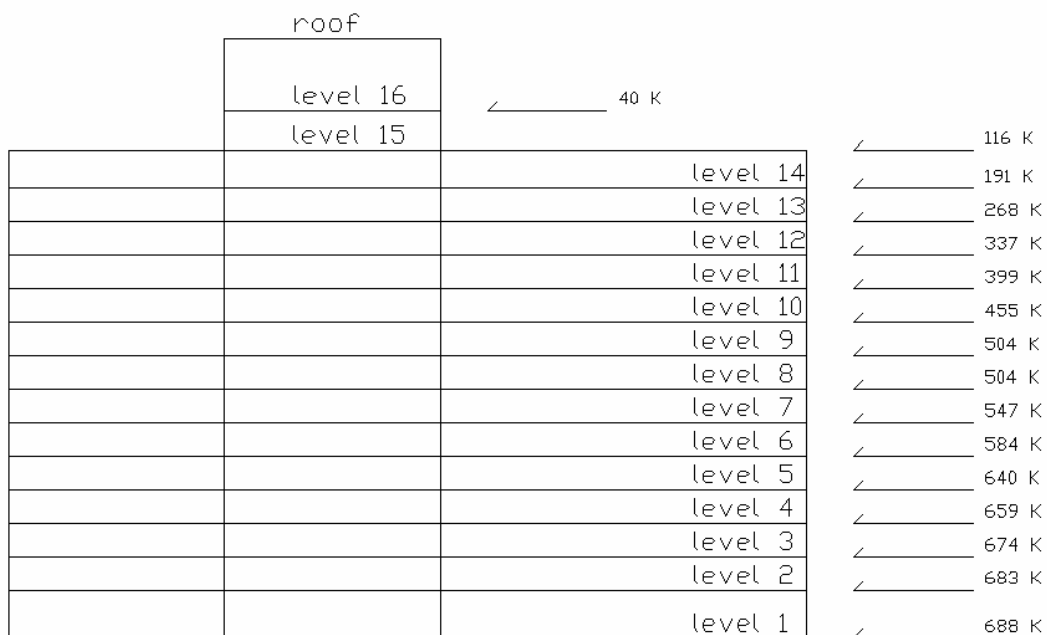 roof
level 16
40 K
level 15
116 K
level 14
191 K
level 13
268 K
level 12
337 K
level 11
399 K
level 10
455 K
level 9
504 K
level 8
504 K
level 7
547 K
level 6
584 K
level 5
640 K
level 4
659 K
level 3
674 K
level 2
683 K
level 1
688 K